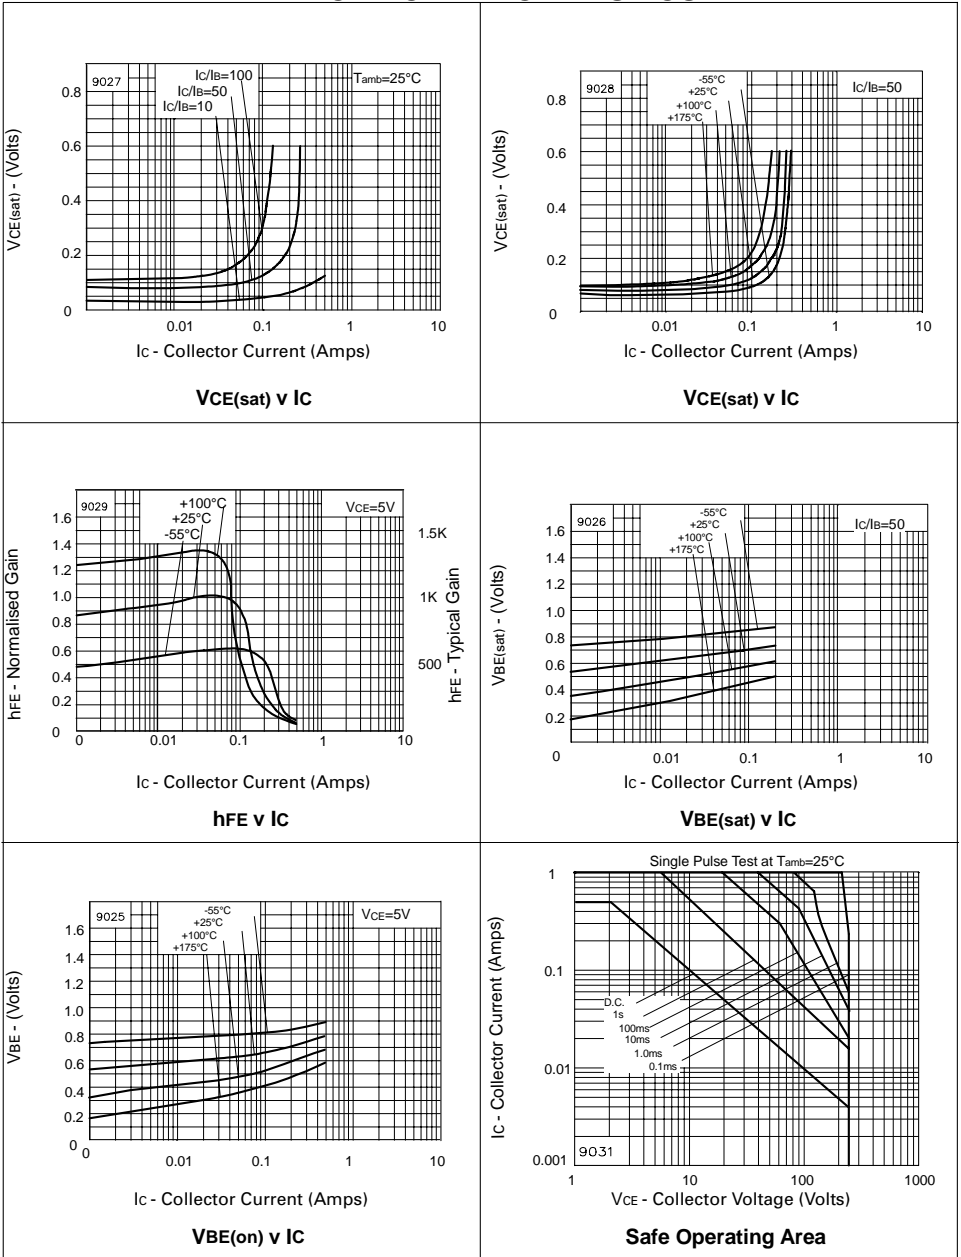 9027
IC/IB=100
IC/IB=50
IC/IB=10
Tamb=25°C
0.8
0.6
0.4
0.2
0
0.01
0.1
1
10
VCE(sat) - (Volts)
IC - Collector Current (Amps)
VCE(sat) v IC
9028
-55°C
+25°C
+100°C
+175°C
IC/IB=50
0.8
0.6
0.4
0.2
0
0.01
0.1
1
10
VCE(sat) - (Volts)
IC - Collector Current (Amps)
VCE(sat) v IC
9029
+100°C
+25°C
-55°C
VCE=5V
1.6
1.4
1.2
1.0
0.8
0.6
0.4
0.2
0
0
0.01
0.1
1
10
1.5K
1K
500
hFE - Normalised Gain
hFE - Typical Gain
IC - Collector Current (Amps)
hFE v IC
9026
-55°C
+25°C
+100°C
+175°C
IC/IB=50
1.6
1.4
1.2
1.0
0.8
0.6
0.4
0.2
0
0.01
0.1
1
10
VBE(sat) - (Volts)
IC - Collector Current (Amps)
VBE(sat) v IC
9025
-55°C
+25°C
+100°C
+175°C
VCE=5V
1.6
1.4
1.2
1.0
0.8
0.6
0.4
0.2
0
0
0.01
0.1
1
10
VBE - (Volts)
IC - Collector Current (Amps)
VBE(on) v IC
Single Pulse Test at Tamb=25°C
1
0.1
0.01
0.001
D.C.
1s
100ms
10ms
1.0ms
0.1ms
9031
1
10
100
1000
IC - Collector Current (Amps)
VCE - Collector Voltage (Volts)
Safe Operating Area